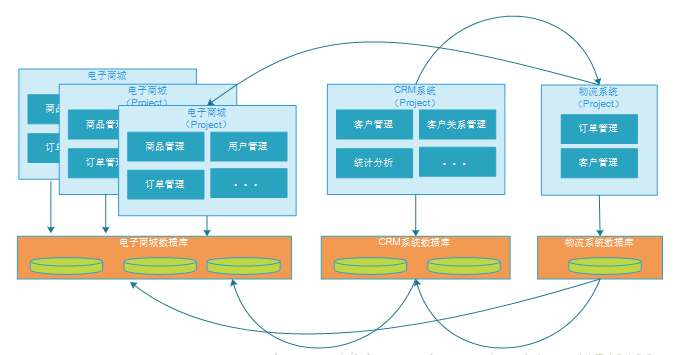 电子商城
电子商城
（Project）
商品管理
订单管理
电子商城
（Project）
商品管理
用户管理
订单管理
...
CRM系统
（Project）
客户管理
客户关系管理
统计分析
...
物流系统
（Project）
订单管理
客户管理
电子商城数据库
CRM系统数据库
物流系统数据库